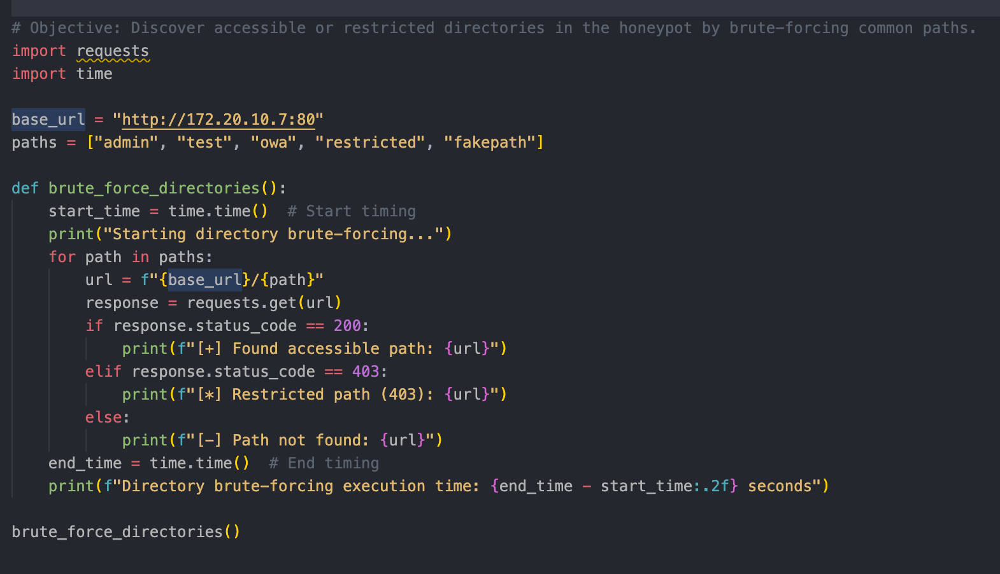 # Objective: Discover accessible or restricted directories in the honeypot by brute-forcing common paths.
import requests
import time
base_url = "http://172.20.10.7:80"
paths = ["admin", "test", "owa", "restricted", "fakepath"]
def brute_force_directories():
    start_time = time.time()  # Start timing
    print("Starting directory brute-forcing...")
    for path in paths:
        url = f"{base_url}/{path}"
        response = requests.get(url)
        if response.status_code == 200:
            print(f"[+] Found accessible path: {url}")
        elif response.status_code == 403:
            print(f"[*] Restricted path (403): {url}")
        else:
            print(f"[-] Path not found: {url}")
    end_time = time.time()  # End timing
    print(f"Directory brute-forcing execution time: {end_time - start_time:.2f} seconds")
brute_force_directories()